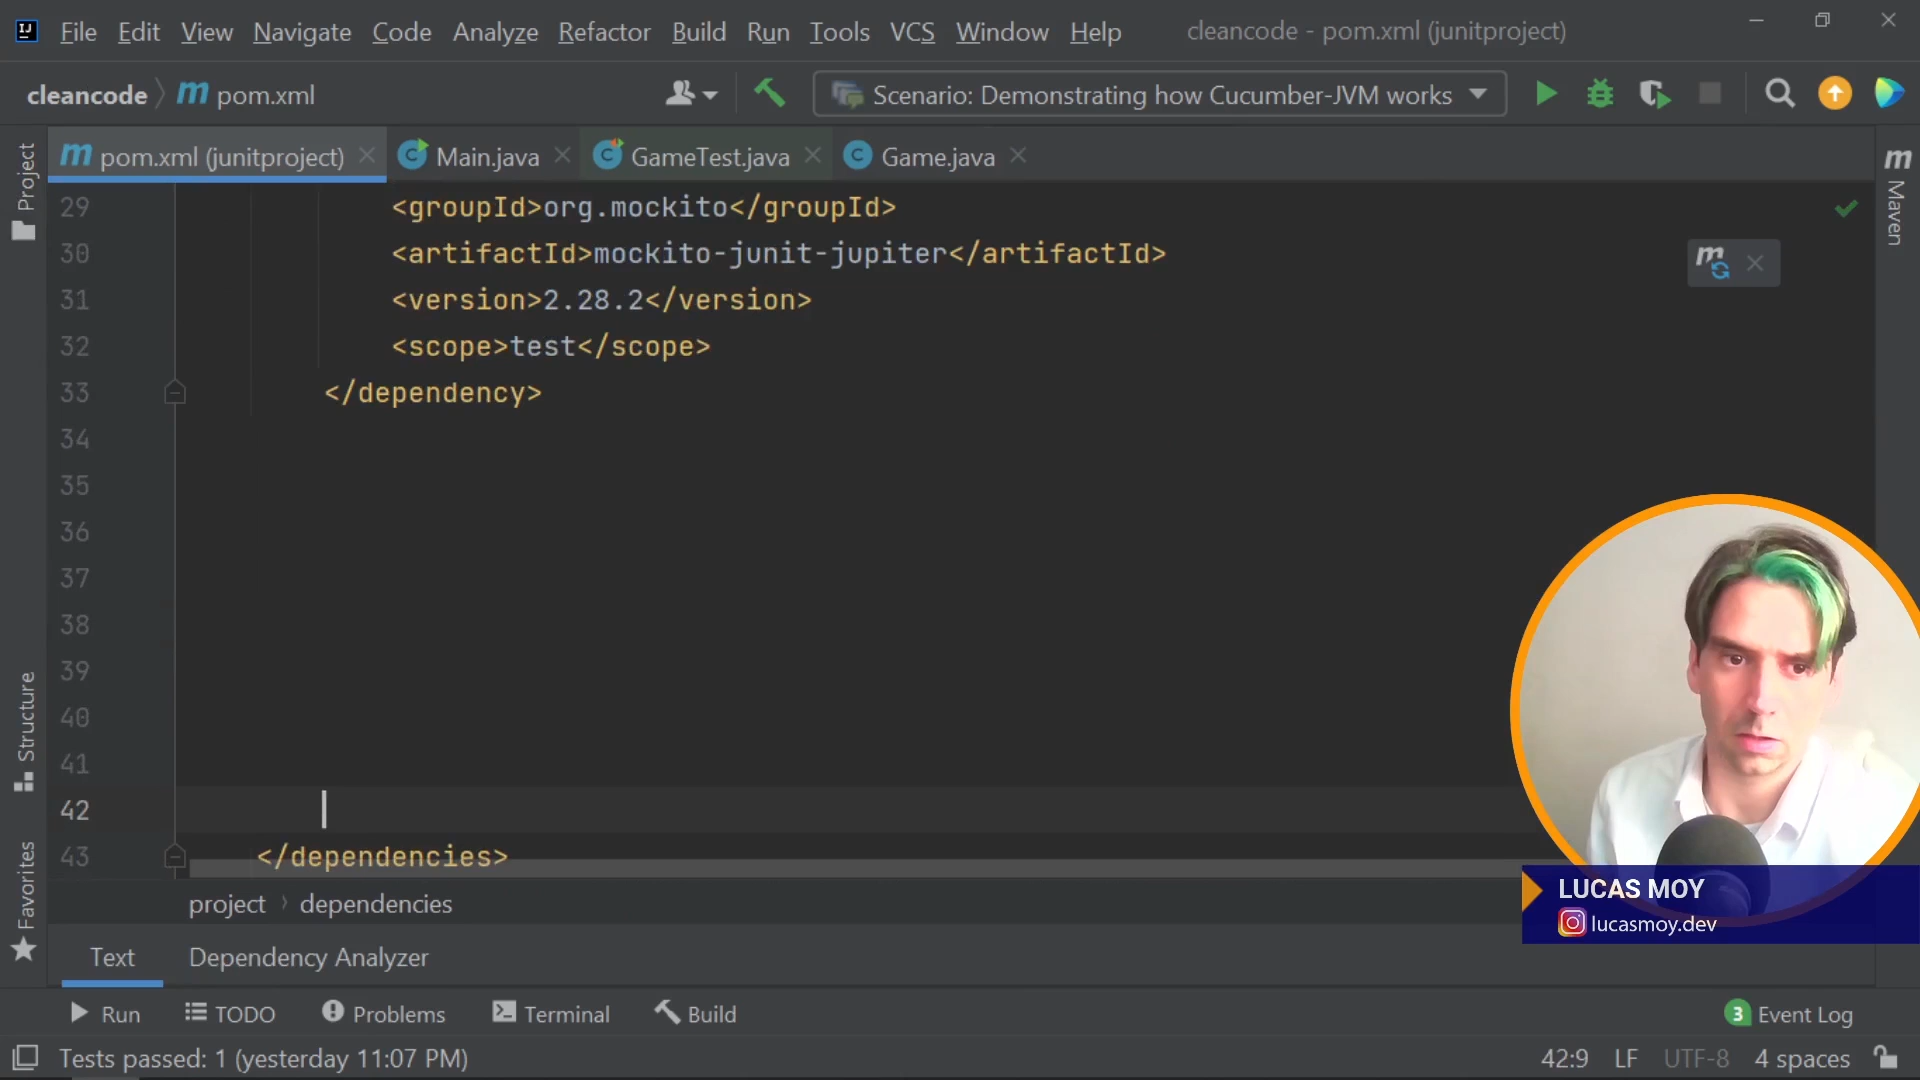 File Edit View Navigate Code Analyze Refactor Build Run Tools VCS Window Help cleancode - pom.xml (junitproject)
cleancode pom.xml Scenario: Demonstrating how Cucumber-JVM works
pom.xml (junitproject) Main.java GameTest.java Game.java
Project
Structure
Favorites
Maven
29 <groupId>org.mockito</groupId>
30 <artifactId>mockito-junit-jupiter</artifactId>
31 <version>2.28.2</version>
32 <scope>test</scope>
33 </dependency>
34
35
36
37
38
39
40
41
42
43 </dependencies>
project dependencies
Text Dependency Analyzer
Run TODO Problems Terminal Build 3 Event Log
Tests passed: 1 (yesterday 11:07 PM) 42:9 LF UTF-8 4 spaces
LUCAS MOY
lucasmoy.dev